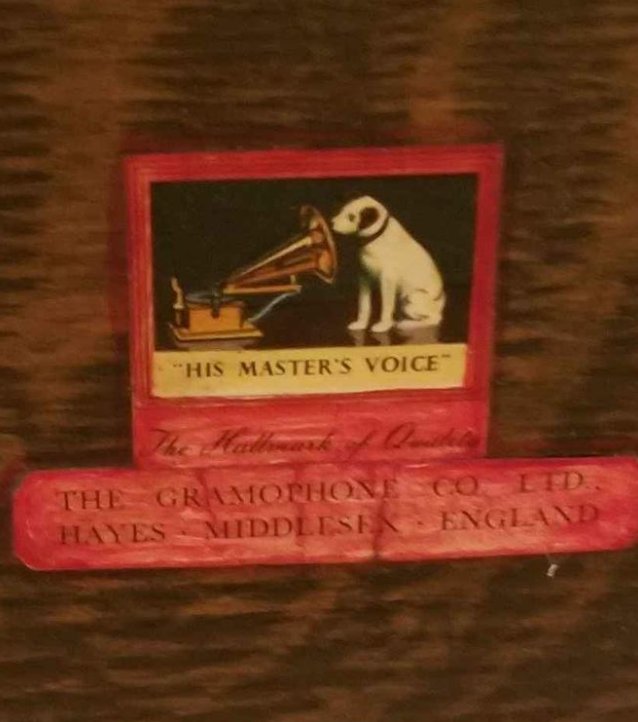 "HIS MASTER'S VOICE"
The Hallmark of Quality
THE GRAMOPHONE CO. LTD.,
HAYES · MIDDLESEX · ENGLAND